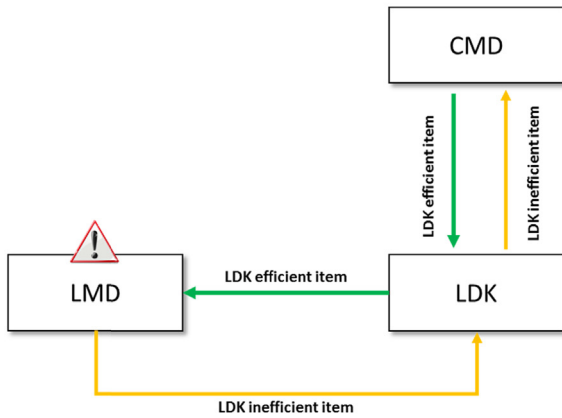 CMD
LDK efficient item
LDK inefficient item
!
LMD
LDK efficient item
LDK
LDK inefficient item